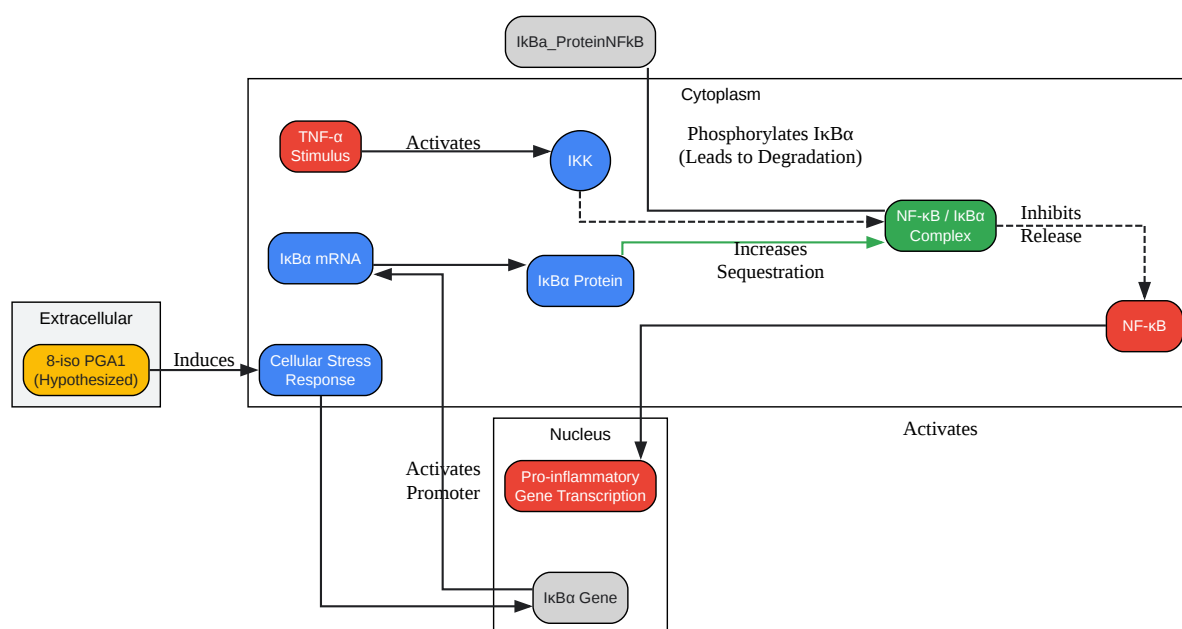 IκBa_ProteinNFκB
Cytoplasm
TNF-α
Stimulus
Activates
IKK
Phosphorylates IκBα
(Leads to Degradation)
NF-κB / IκBα
Complex
Inhibits
Release
IκBα mRNA
IκBα Protein
Increases
Sequestration
Extracellular
8-iso PGA1
(Hypothesized)
Induces
Cellular Stress
Response
NF-κB
Activates
Nucleus
Activates
Promoter
Pro-inflammatory
Gene Transcription
IκBα Gene